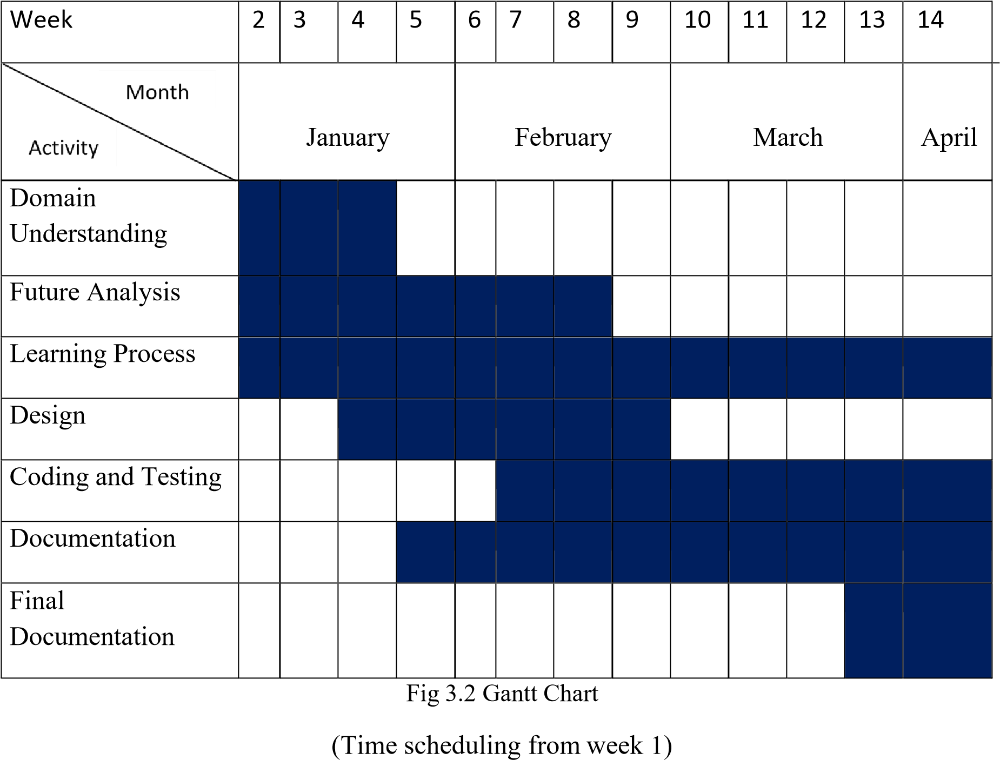 Week 2 3 4 5 6 7 8 9 10 11 12 13 14
Month
Activity
January February March April
Domain
Understanding
Future Analysis
Learning Process
Design
Coding and Testing
Documentation
Final
Documentation
Fig 3.2 Gantt Chart
(Time scheduling from week 1)